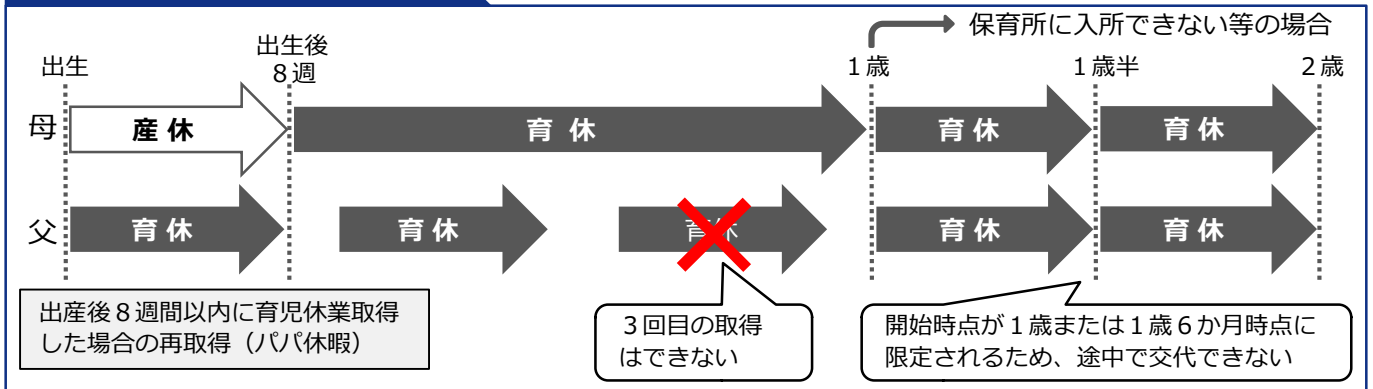 保育所に入所できない等の場合
出生
出生後
８週
１歳
１歳半
２歳
母
産 休
育 休
育 休
育 休
父
育 休
育 休
育休
育 休
育 休
出産後８週間以内に育児休業取得
した場合の再取得（パパ休暇）
３回目の取得
はできない
開始時点が１歳または１歳６か月時点に
限定されるため、途中で交代できない